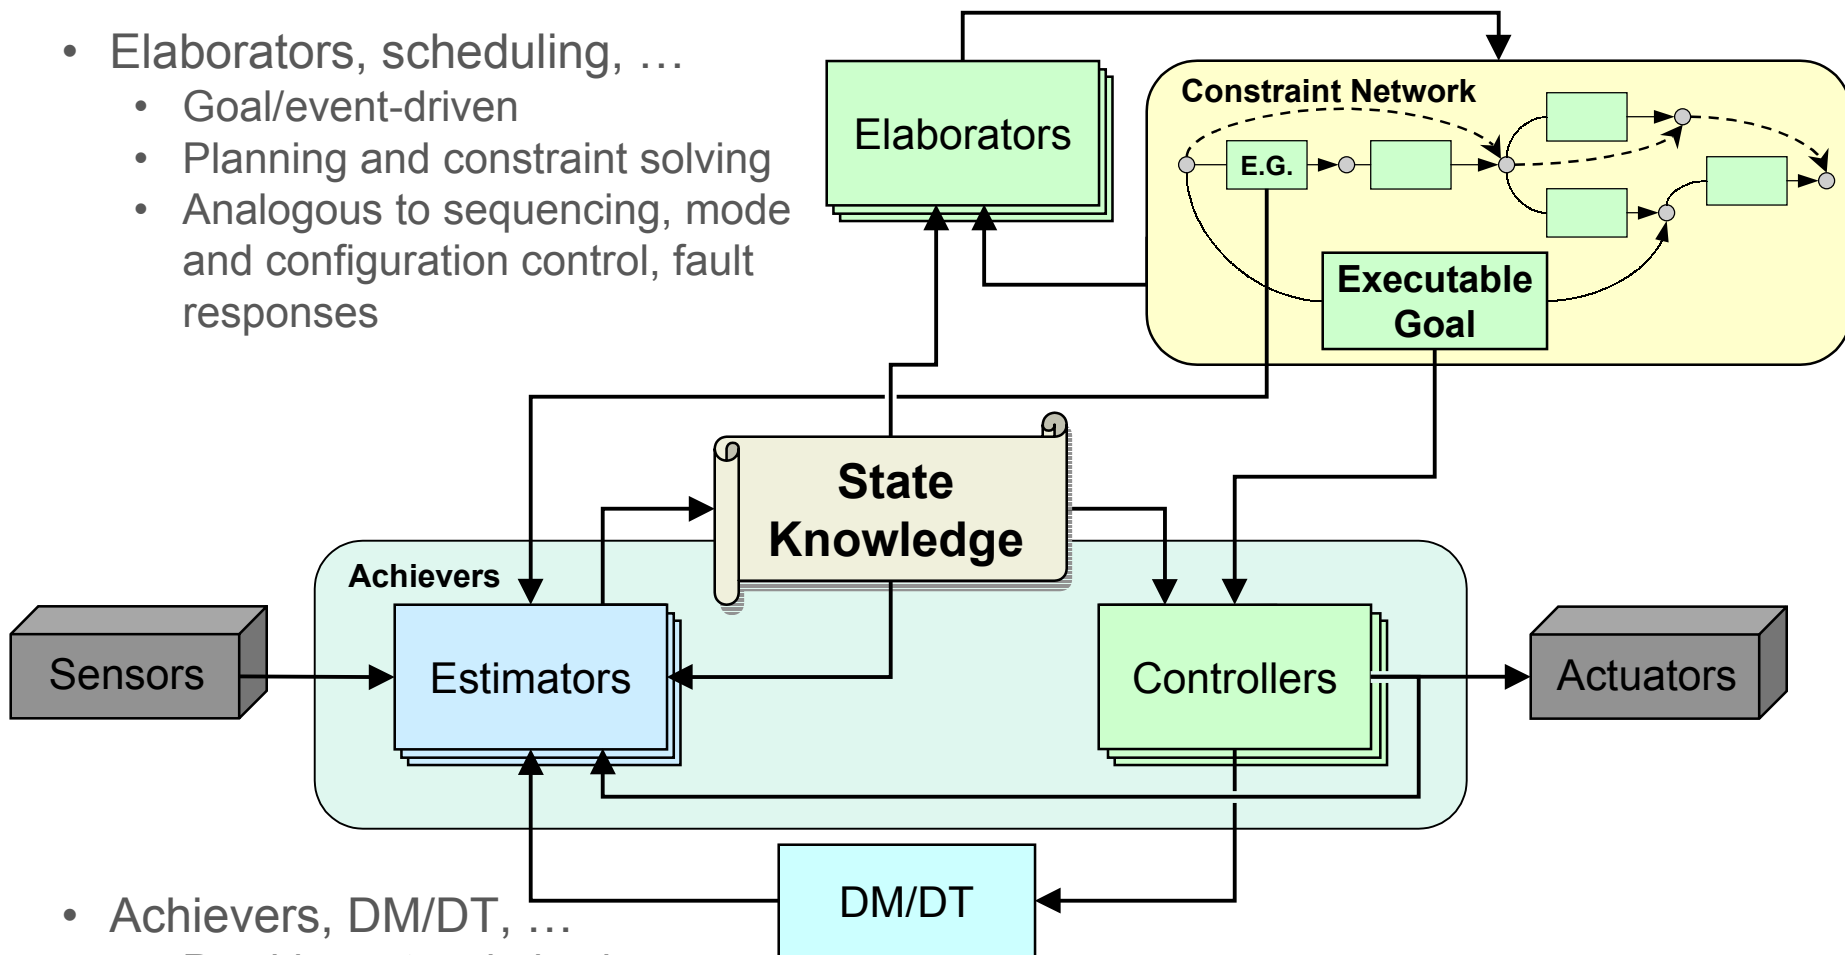 • Elaborators, scheduling, …
• Goal/event-driven
• Planning and constraint solving
• Analogous to sequencing, mode
and configuration control, fault
responses
Elaborators
Constraint Network
E.G.
Executable
Goal
State
Knowledge
Achievers
Sensors
Estimators
Controllers
Actuators
DM/DT
• Achievers, DM/DT, …